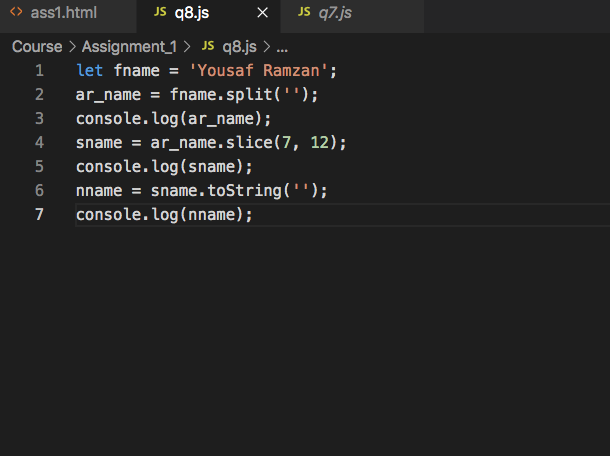 <> ass1.html JS q8.js × JS q7.js
Course > Assignment_1 > JS q8.js > ...
1 let fname = 'Yousaf Ramzan';
2 ar_name = fname.split('');
3 console.log(ar_name);
4 sname = ar_name.slice(7, 12);
5 console.log(sname);
6 nname = sname.toString('');
7 console.log(nname);